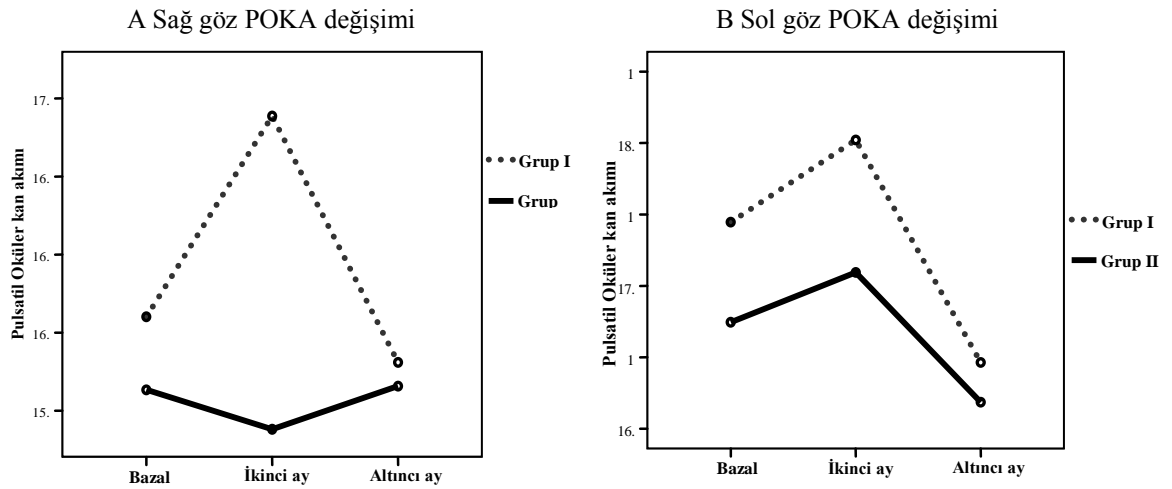 A Sağ göz POKA değişimi
Pulsatil Oküler kan akımı
17.
16.
16.
16.
15.
Bazal
İkinci ay
Altıncı ay
Grup I
Grup
B Sol göz POKA değişimi
Pulsatil Oküler kan akımı
1
18.
1
17.
1
16.
Bazal
İkinci ay
Altıncı ay
Grup I
Grup II